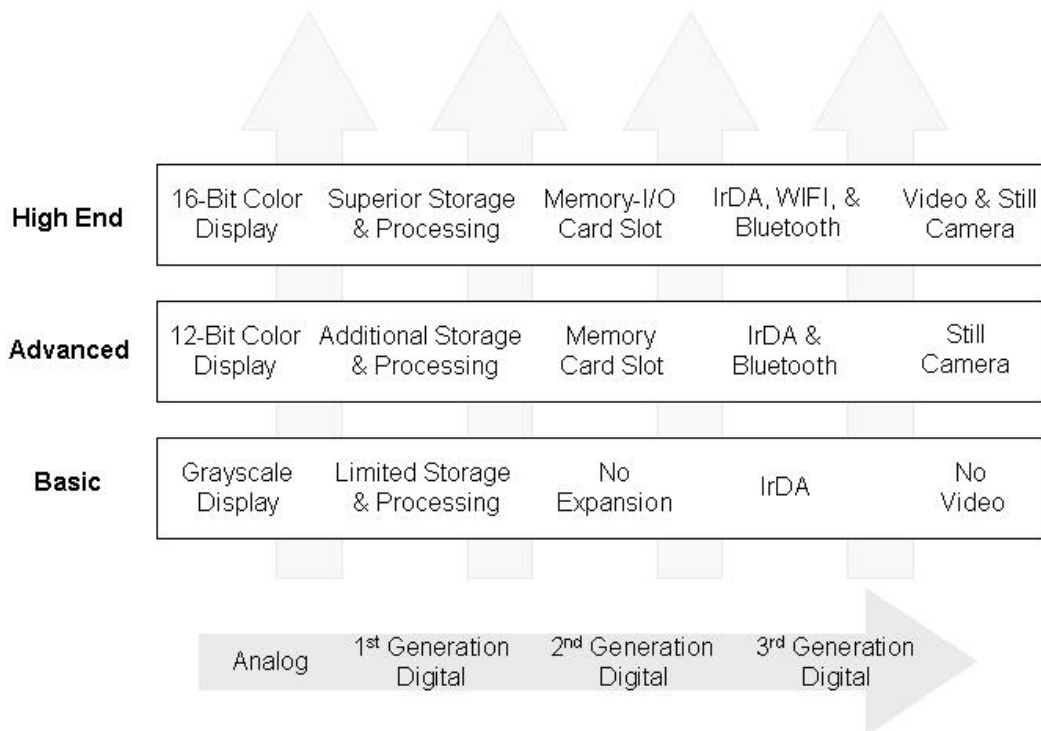 High End
16-Bit Color
Display
Superior Storage
& Processing
Memory-I/O
Card Slot
IrDA, WIFI, &
Bluetooth
Video & Still
Camera
Advanced
12-Bit Color
Display
Additional Storage
& Processing
Memory
Card Slot
IrDA &
Bluetooth
Still
Camera
Basic
Grayscale
Display
Limited Storage
& Processing
No
Expansion
IrDA
No
Video
Analog
1st Generation
Digital
2nd Generation
Digital
3rd Generation
Digital